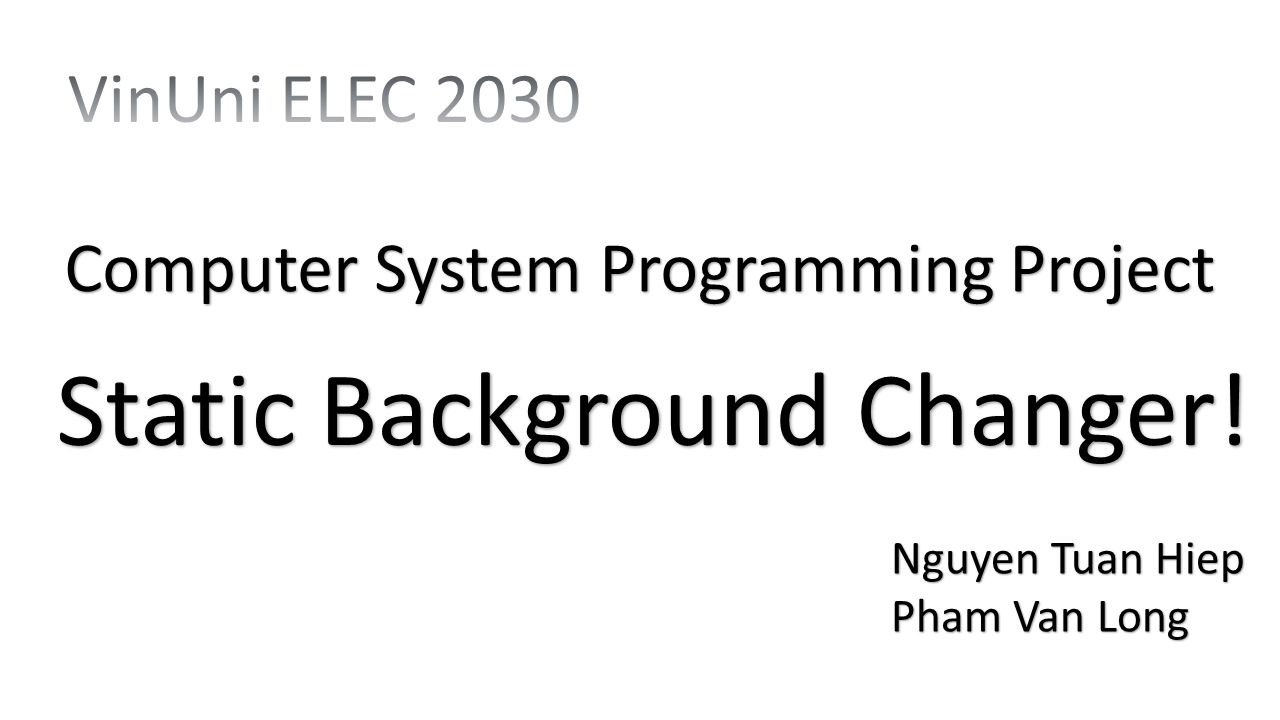 VinUni ELEC 2030
Computer System Programming Project
Static Background Changer!
Nguyen Tuan Hiep
Pham Van Long